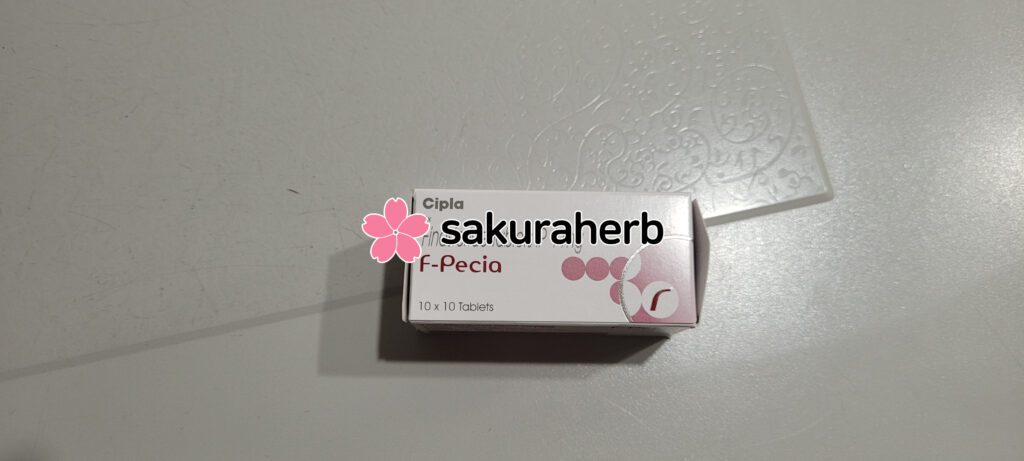 Cipla
sakuraherb
F-Pecia
10 x 10 Tablets